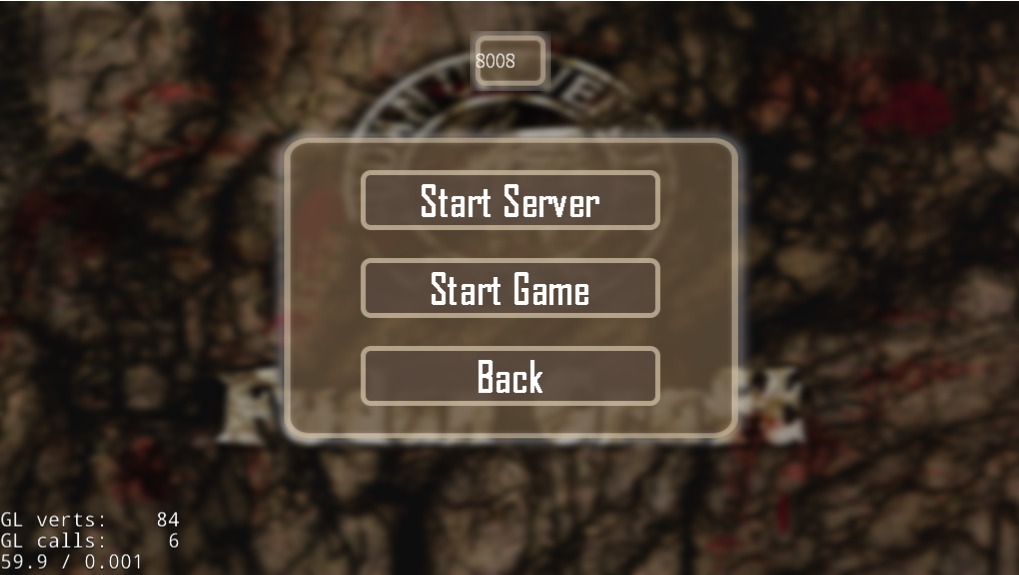 8008
Start Server
Start Game
Back
GL verts: 84
GL calls: 6
59.9 / 0.001